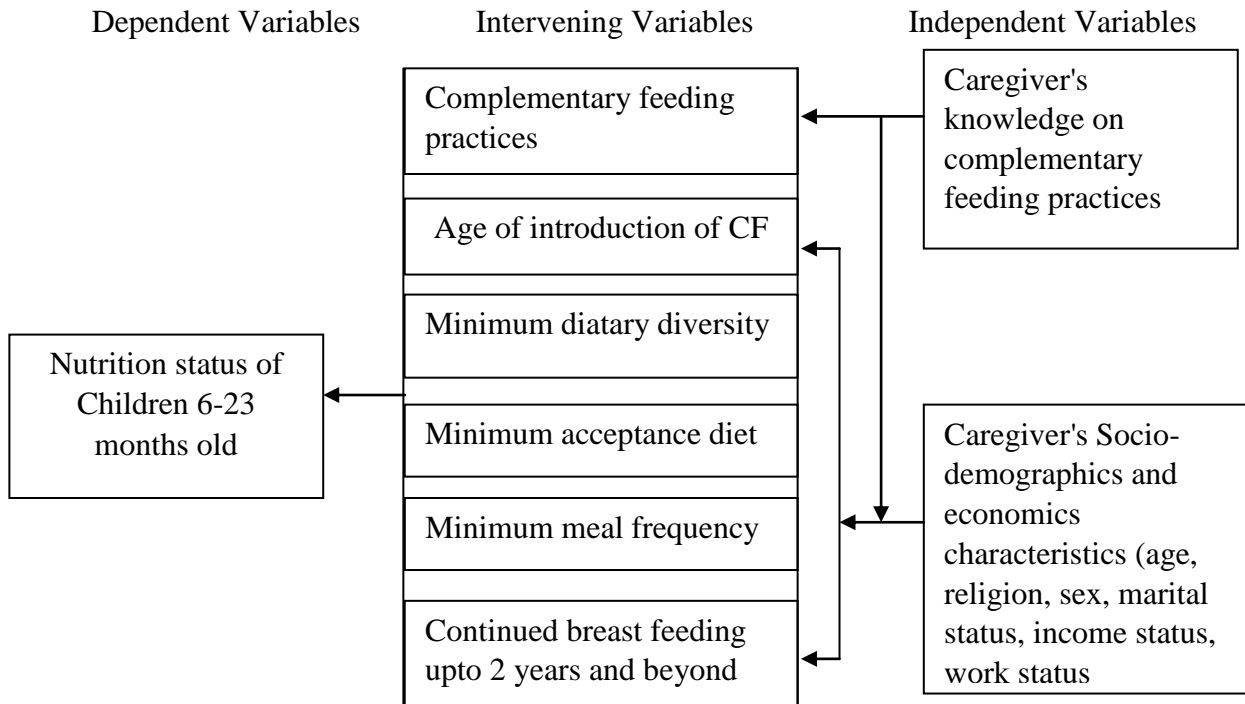 Dependent Variables
Intervening Variables
Independent Variables
Complementary feeding
practices
Age of introduction of CF
Minimum diatary diversity
Minimum acceptance diet
Minimum meal frequency
Continued breast feeding
upto 2 years and beyond
Nutrition status of
Children 6-23
months old
Caregiver's
knowledge on
complementary
feeding practices
Caregiver's Socio-
demographics and
economics
characteristics (age,
religion, sex, marital
status, income status,
work status